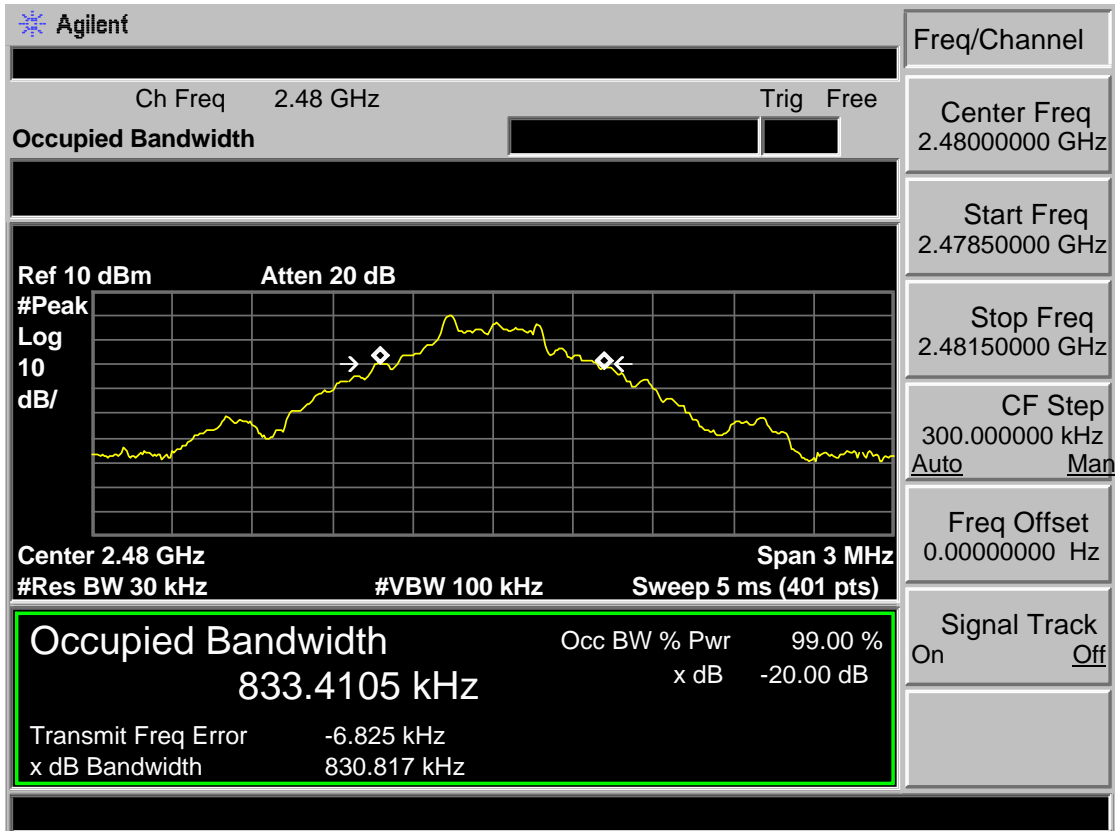 Agilent
Freq/Channel
Ch Freq 2.48 GHz Trig Free
Occupied Bandwidth
Center Freq
2.48000000 GHz
Start Freq
2.47850000 GHz
Stop Freq
2.48150000 GHz
CF Step
300.000000 kHz
Auto Man
Freq Offset
0.00000000 Hz
Signal Track
On Off
Ref 10 dBm Atten 20 dB
#Peak
Log
10
dB/
Center 2.48 GHz Span 3 MHz
#Res BW 30 kHz #VBW 100 kHz Sweep 5 ms (401 pts)
Occupied Bandwidth Occ BW % Pwr 99.00 %
833.4105 kHz x dB -20.00 dB
Transmit Freq Error -6.825 kHz
x dB Bandwidth 830.817 kHz